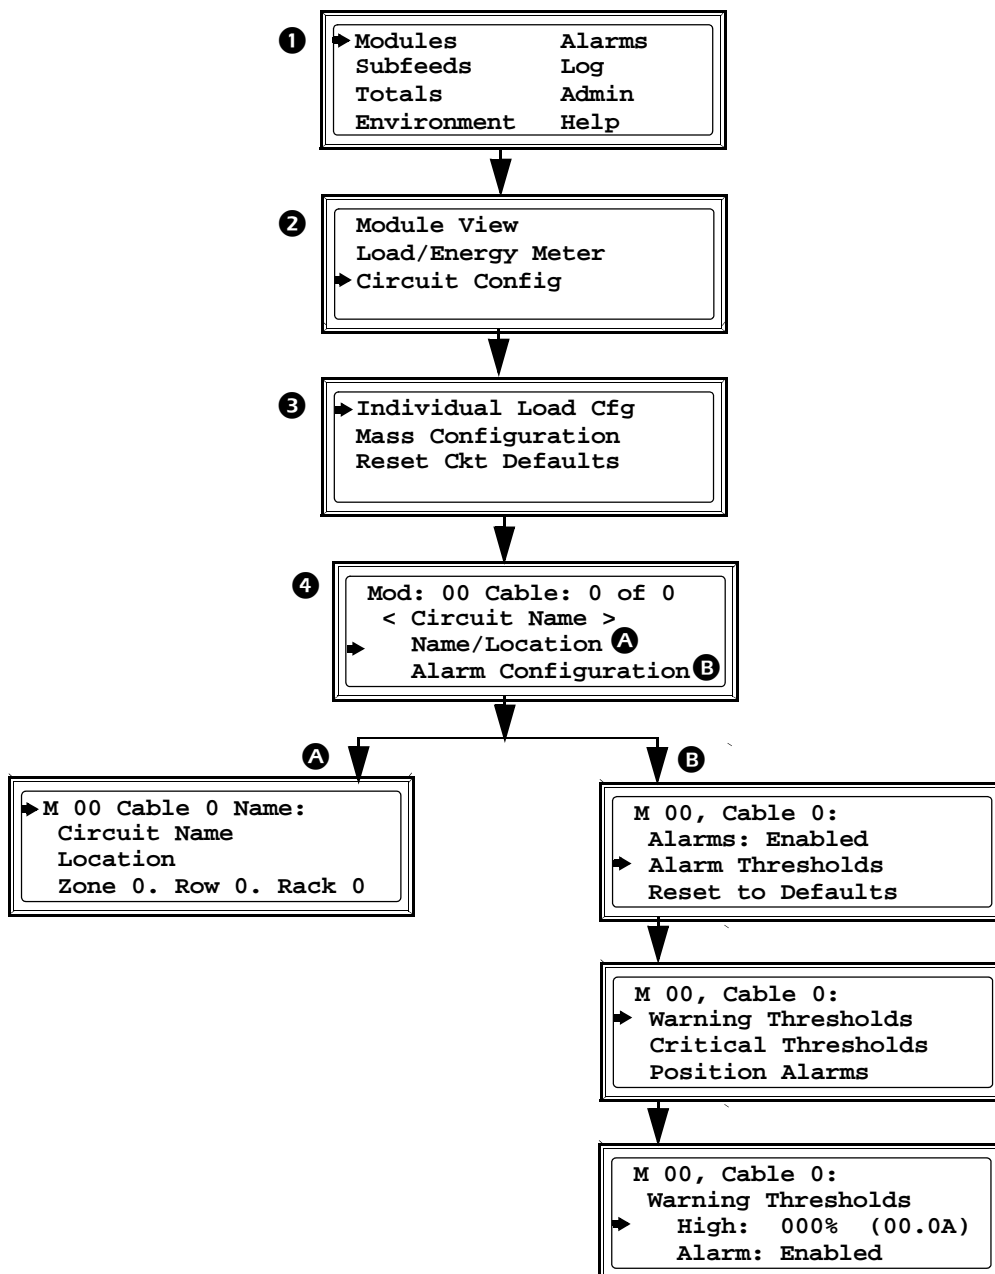 ❶
Modules Alarms
Subfeeds Log
Totals Admin
Environment Help
❷
Module View
Load/Energy Meter
Circuit Config
❸
Individual Load Cfg
Mass Configuration
Reset Ckt Defaults
❹
Mod: 00 Cable: 0 of 0
< Circuit Name >
Name/Location A
Alarm Configuration B
A
M 00 Cable 0 Name:
Circuit Name
Location
Zone 0. Row 0. Rack 0
B
M 00, Cable 0:
Alarms: Enabled
Alarm Thresholds
Reset to Defaults
M 00, Cable 0:
Warning Thresholds
Critical Thresholds
Position Alarms
M 00, Cable 0:
Warning Thresholds
High: 000% (00.0A)
Alarm: Enabled